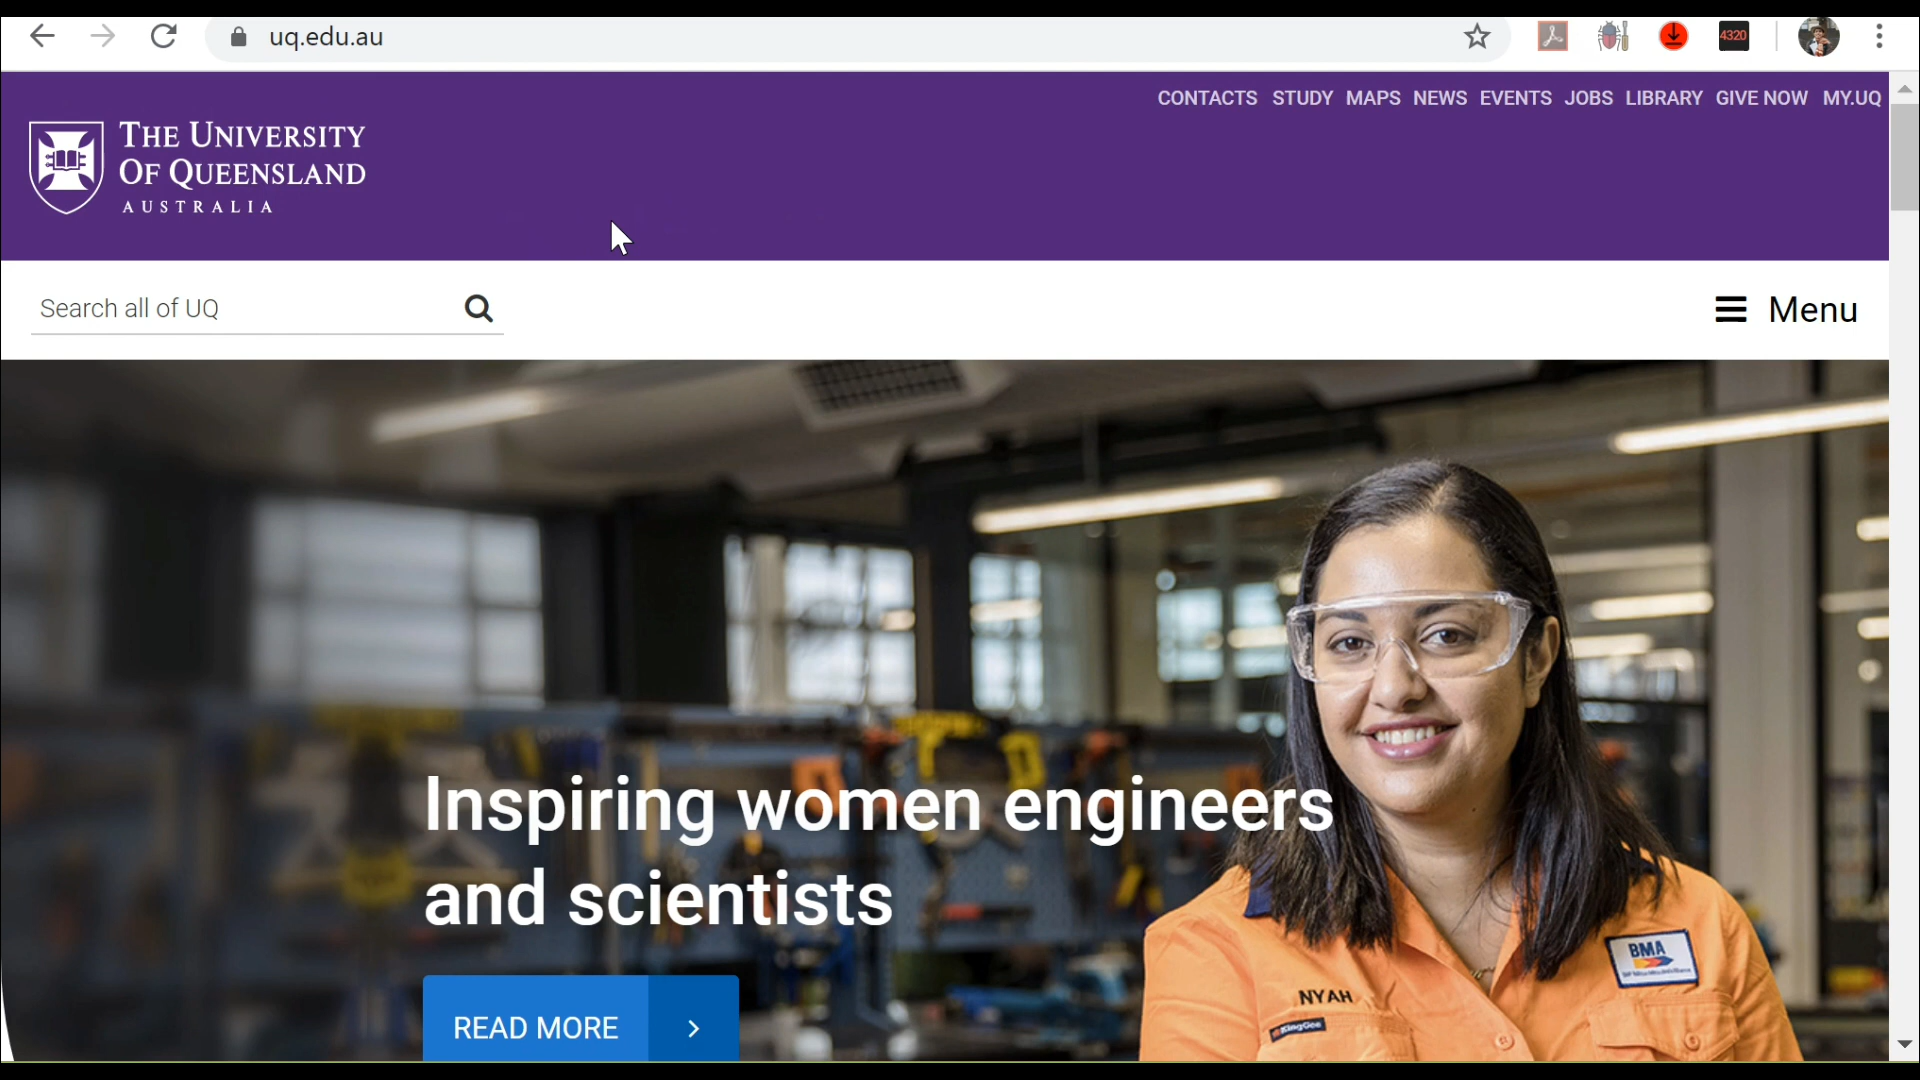 uq.edu.au
4320
CONTACTS STUDY MAPS NEWS EVENTS JOBS LIBRARY GIVE NOW MY.UQ
THE UNIVERSITY
OF QUEENSLAND
AUSTRALIA
Search all of UQ
Menu
Inspiring women engineers
and scientists
READ MORE
BMA
NYAH
KingGee